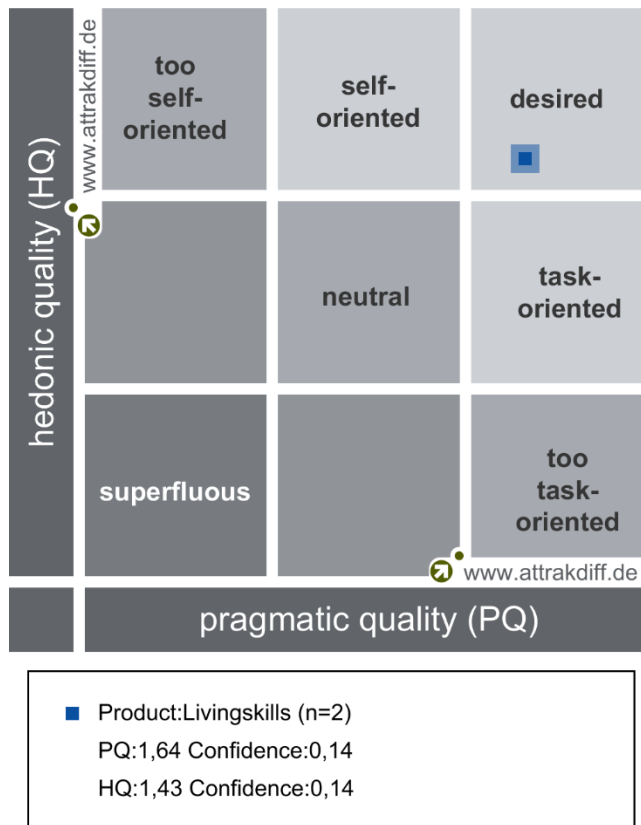 www.attrakdiff.de
hedonic quality (HQ)
too
self-
oriented
self-
oriented
desired
neutral
task-
oriented
superfluous
too
task-
oriented
www.attrakdiff.de
pragmatic quality (PQ)
Product:Livingskills (n=2)
PQ:1,64 Confidence:0,14
HQ:1,43 Confidence:0,14